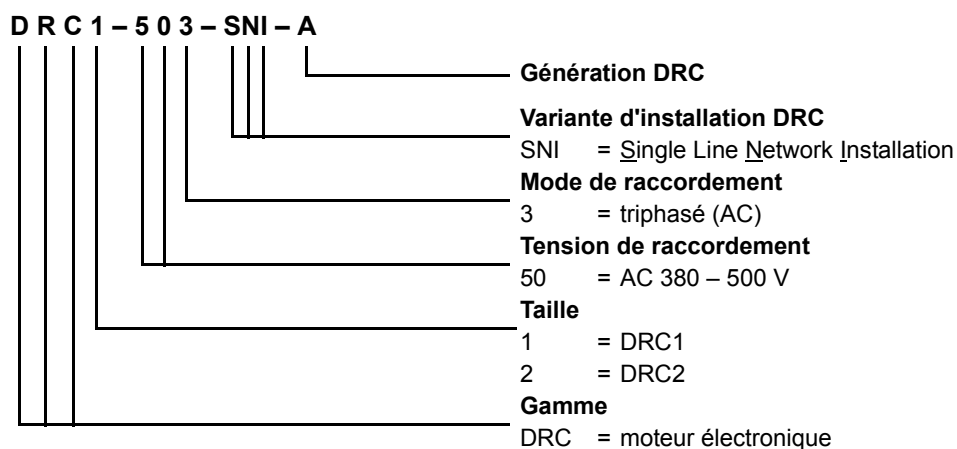 D R C 1 – 5 0 3 – SNI – A
Génération DRC
Variante d'installation DRC
SNI = Single Line Network Installation
Mode de raccordement
3 = triphasé (AC)
Tension de raccordement
50 = AC 380 – 500 V
Taille
1 = DRC1
2 = DRC2
Gamme
DRC = moteur électronique